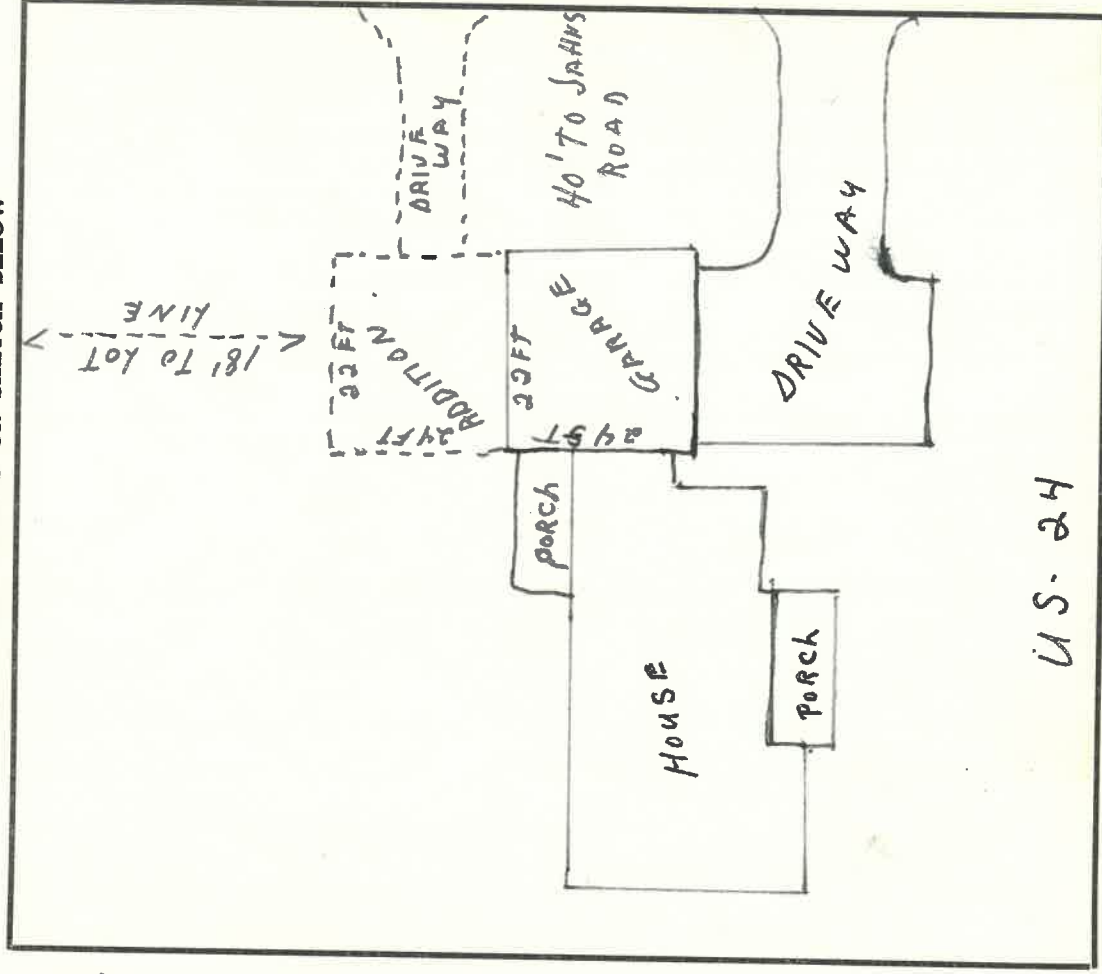 18' TO LOT
LINE
22 FT
ADDITION
24 FT
DRIVE
WAY
40' TO JAHNS
ROAD
22 FT
GARAGE
24 FT
PORCH
HOUSE
PORCH
DRIVE WAY
US-24